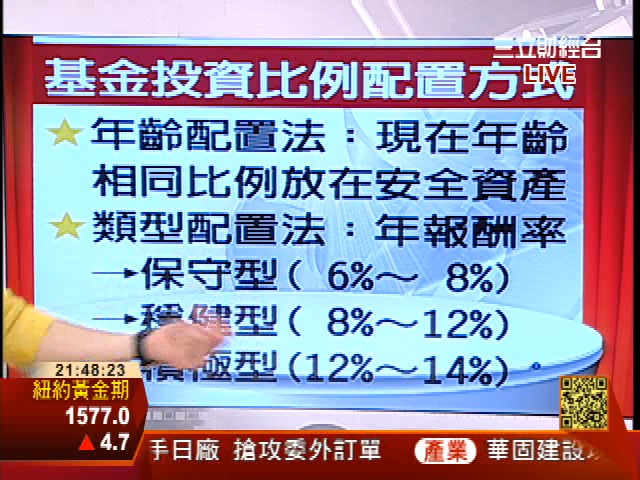 三立財經台
LIVE
基金投資比例配置方式
年齡配置法：現在年齡
相同比例放在安全資產
類型配置法：年報酬率
→保守型( 6%～ 8%)
→穩健型( 8%～12%)
積極型(12%～14%)。
21:48:23
紐約黃金期
1577.0
▲4.7
手日廠 搶攻委外訂單 產業 華固建設